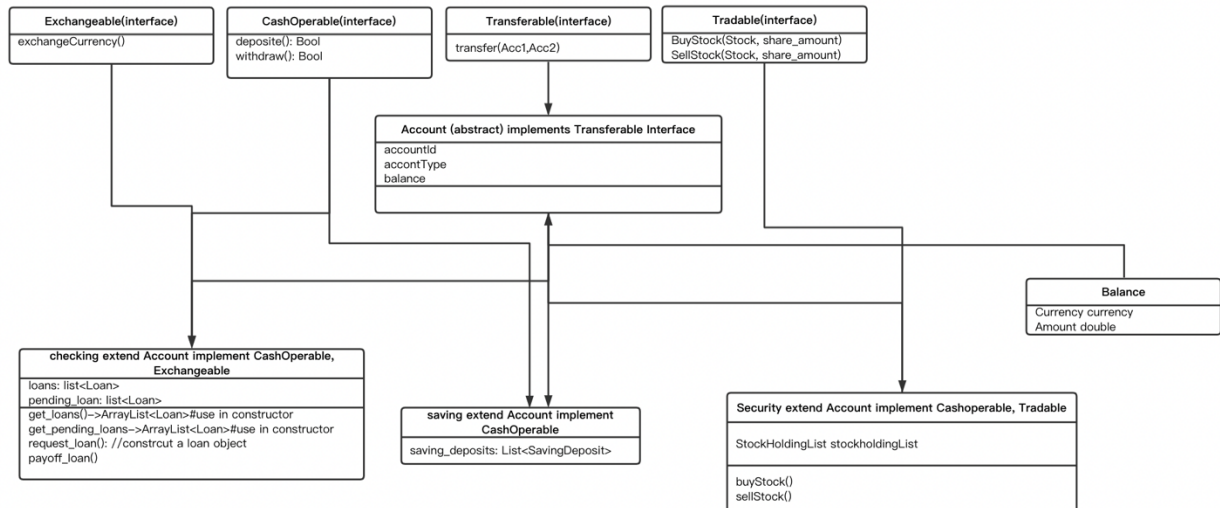 Exchangeable(interface)
exchangeCurrency()
CashOperable(interface)
deposite(): Bool
withdraw(): Bool
Transferable(interface)
transfer(Acc1,Acc2)
Tradable(interface)
BuyStock(Stock, share_amount)
SellStock(Stock, share_amount)
Account (abstract) implements Transferable Interface
accountId
accontType
balance
Balance
Currency currency
Amount double
checking extend Account implement CashOperable,
Exchangeable
loans: list<Loan>
pending_loan: list<Loan>
get_loans()->ArrayList<Loan>#use in constructor
get_pending_loans->ArrayList<Loan>#use in constructor
request_loan(): //constrcut a loan object
payoff_loan()
saving extend Account implement
CashOperable
saving_deposits: List<SavingDeposit>
Security extend Account implement Cashoperable, Tradable
StockHoldingList stockholdingList
buyStock()
sellStock()